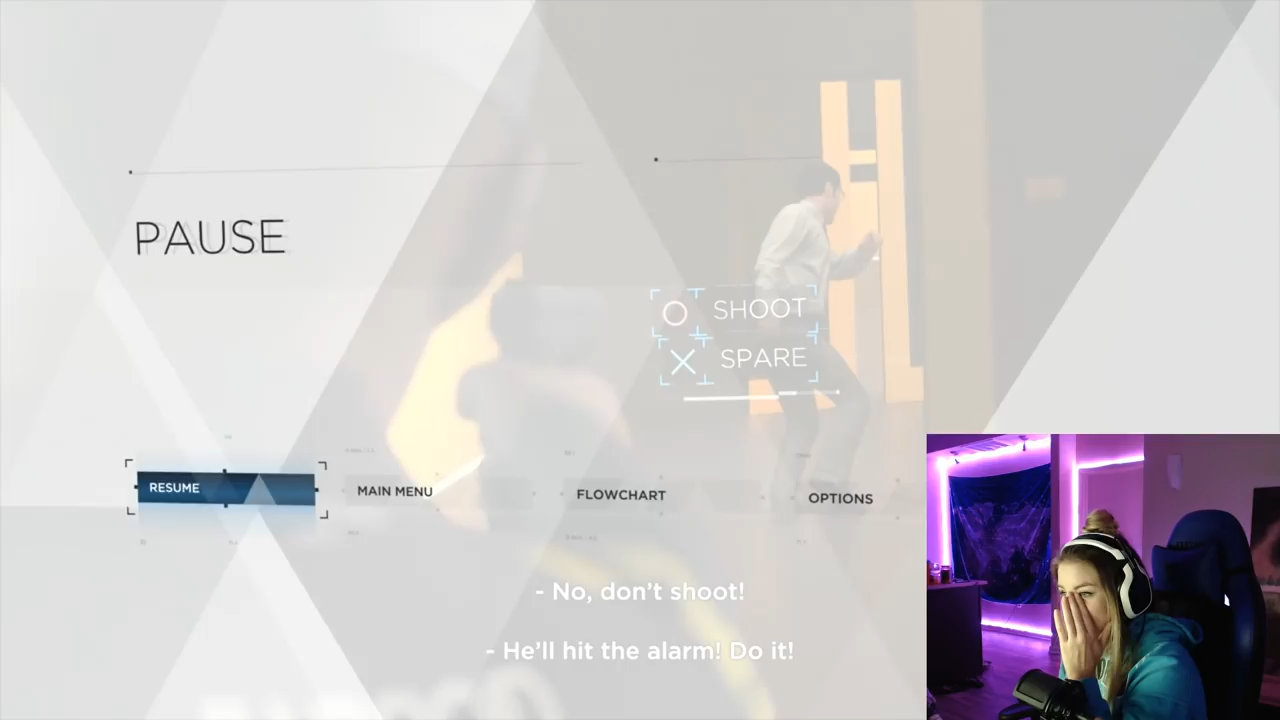 PAUSE
SHOOT
SPARE
RESUME
MAIN MENU
FLOWCHART
OPTIONS
- No, don't shoot!
- He'll hit the alarm! Do it!